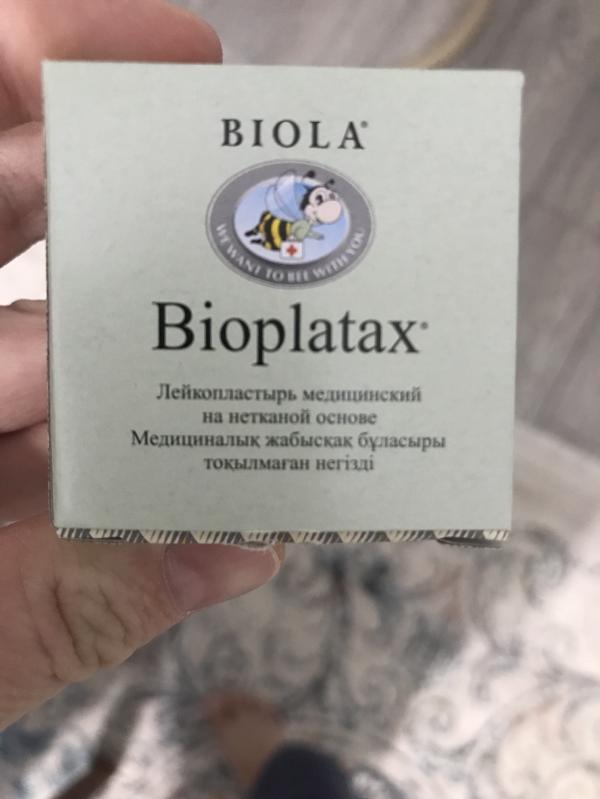 BIOLA®
WE WANT TO BEE WITH YOU
Bioplatax®
Лейкопластырь медицинский
на нетканой основе
Медициналық жабысқақ бұласыры
тоқылмаған негізді